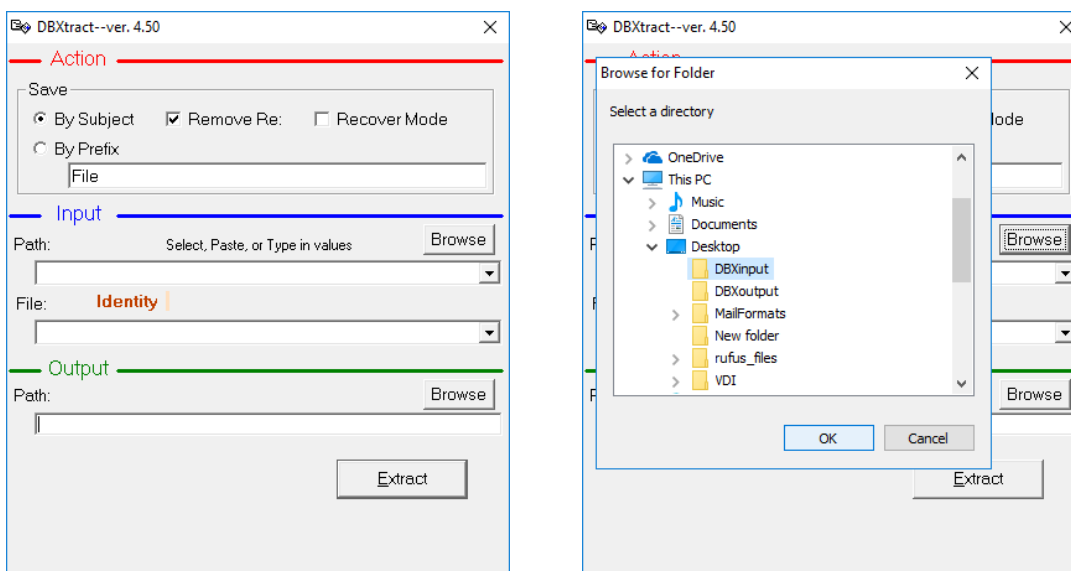 DBXtract--ver. 4.50
Action
Save
By Subject Remove Re: Recover Mode
By Prefix
File
Input
Path: Select, Paste, or Type in values Browse
File: Identity
Output
Path: Browse
Extract
DBXtract--ver. 4.50
Browse for Folder
Select a directory
OneDrive
This PC
Music
Documents
Desktop
DBXinput
DBXoutput
MailFormats
New folder
rufus_files
VDI
OK Cancel
Browse
Browse
Extract